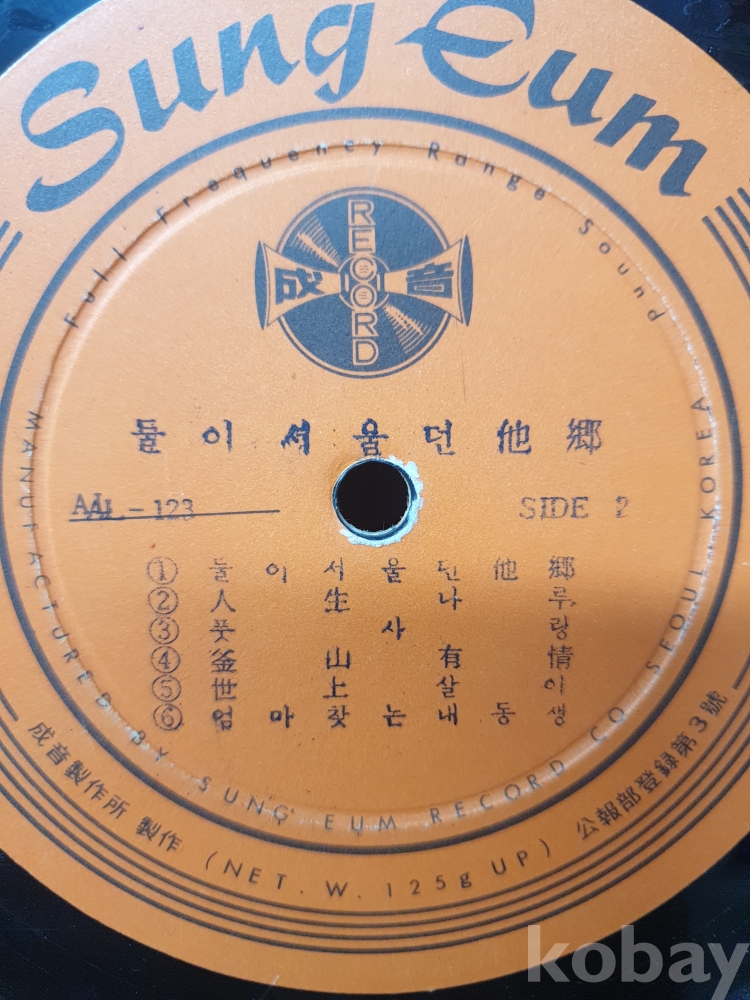 Sung Eum
Full Frequency Range Sound
RECORD
成音
둘이서 울던 他鄕
AAL-123
SIDE 2
① 둘이서 울던 他鄕
② 人生나루
③ 풋사랑
④ 釜山有情
⑤ 世上살이
⑥ 엄마찾는 내동생
MANUFACTURED BY SUNG EUM RECORD CO. SEOUL KOREA
成音製作所 製作 (NET. W. 125g UP) 公報部登録第3號
kobay